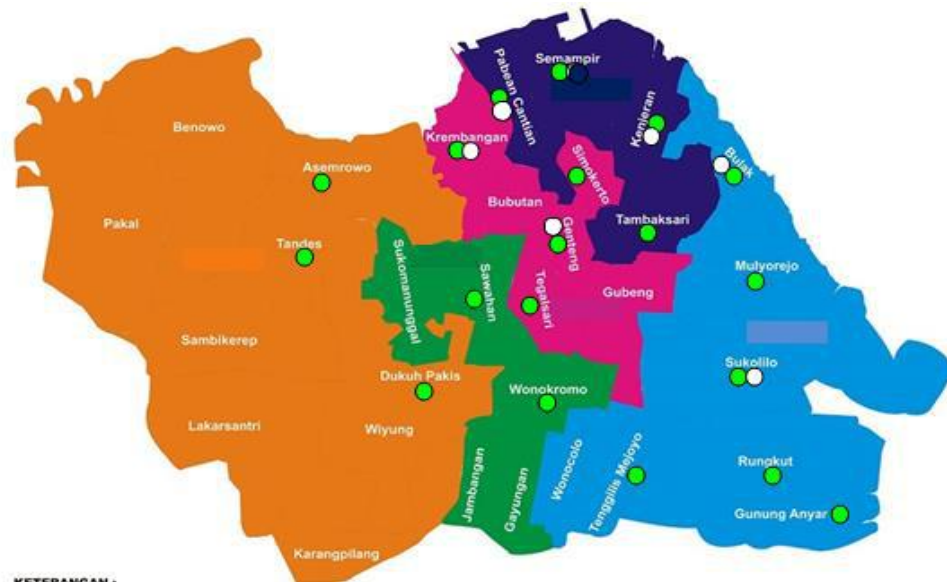 Semampir
Pabean Cantian
Kenjeran
Benowo
Krembangan
Simokerto
Bulak
Asemrowo
Pakal
Bubutan
Tambaksari
Genteng
Tandes
Sukomanunggal
Sawahan
Tegalsari
Gubeng
Mulyorejo
Sambikerep
Sukolilo
Dukuh Pakis
Wonokromo
Lakarsantri
Wiyung
Jambangan
Gayungan
Wonocolo
Tenggilis Mejoyo
Rungkut
Gunung Anyar
Karangpilang
KETERANGAN :